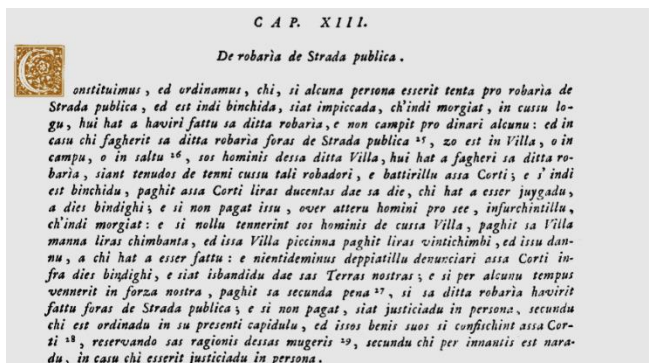 CAP. XIII.
De robarìa de Strada publica.
Constituimus, ed ordinamus, chi, si alcuna persona esserit tenta pro robarìa de
Strada publica, ed est indi binchida, siat impiccada, ch'indi morgiat, in cussu lo-
gu, hui hat a haviri fattu sa ditta robarìa, e non campit pro dinari alcunu: ed in
casu chi fagherit sa ditta robarìa foras de Strada publica 25, zo est in Villa, o in
campu, o in saltu 26, sos hominis dessa ditta Villa, hui hat a fagheri sa ditta ro-
barìa, siant tenudos de tenni cussu tali robadori, e battirillu assa Corti; e s'indi
est binchidu, paghit assa Corti liras ducentas dae sa die, chi hat a esser juygadu,
a dies bindighi; e si non pagat issu, over atteru homini pro see, infurchintillu,
ch'indi morgiat: e si nollu tennerint sos hominis de cussa Villa, paghit sa Villa
manna liras chimbanta, ed issa Villa piccinna paghit liras vintichimbi, ed issu dan-
nu, a chi hat a esser fattu: e nientideminus deppiatillu denunciari assa Corti in-
fra dies bindighi, e siat isbandidu dae sas Terras nostras; e si per alcunu tempus
vennerit in forza nostra, paghit sa secunda pena 27, si sa ditta robarìa havirit
fattu foras de Strada publica; e si non pagat, siat justiciadu in persona, secundu
chi est ordinadu in su presenti capidulu, ed issos benis suos si confischint assa Cor-
ti 28, reservando sas ragionis dessas mugeris 29, secundu chi per innantis est nara-
du, in casu chi esserit justiciadu in persona.